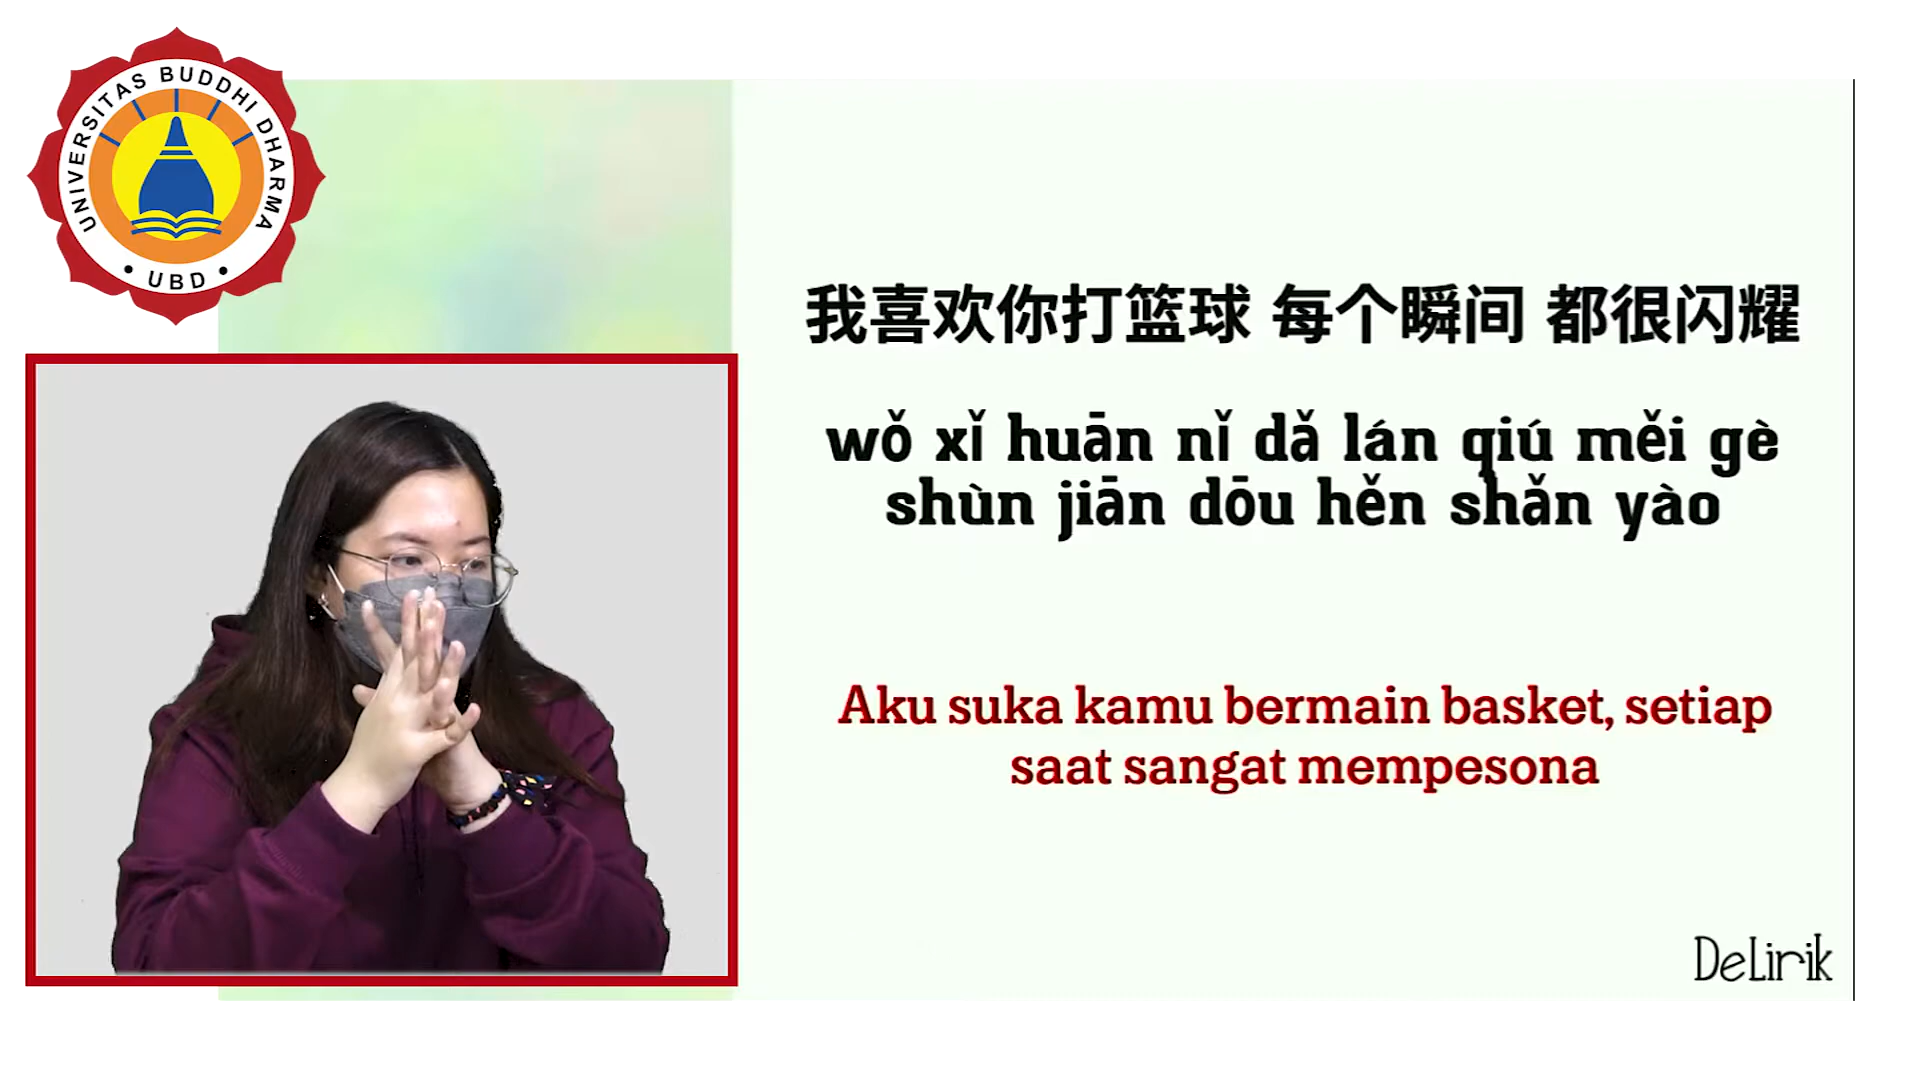 UNIVERSITAS BUDDHI DHARMA
• UBD •
我喜欢你打篮球 每个瞬间 都很闪耀
wǒ xǐ huān nǐ dǎ lán qiú měi gè
shùn jiān dōu hěn shǎn yào
Aku suka kamu bermain basket, setiap
saat sangat mempesona
DeLirik